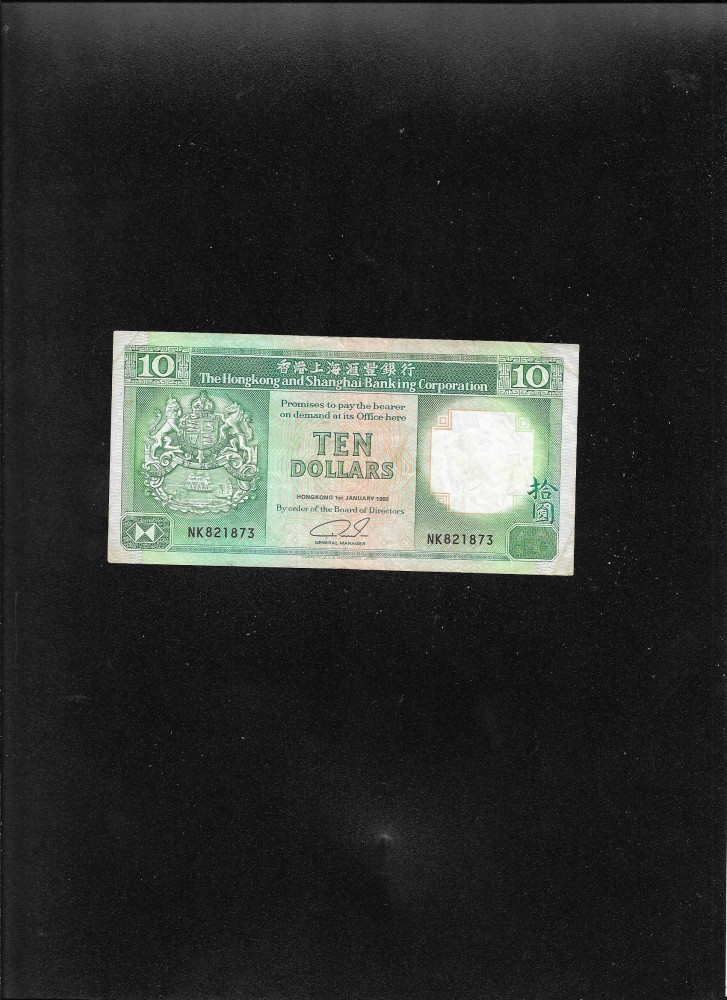 10
香港上海滙豐銀行
10
The Hongkong and Shanghai Banking Corporation
Promises to pay the bearer
on demand at its Office here
TEN
DOLLARS
HONGKONG 1st JANUARY 1992
By order of the Board of Directors
GENERAL MANAGER
拾
圓
NK821873
NK821873